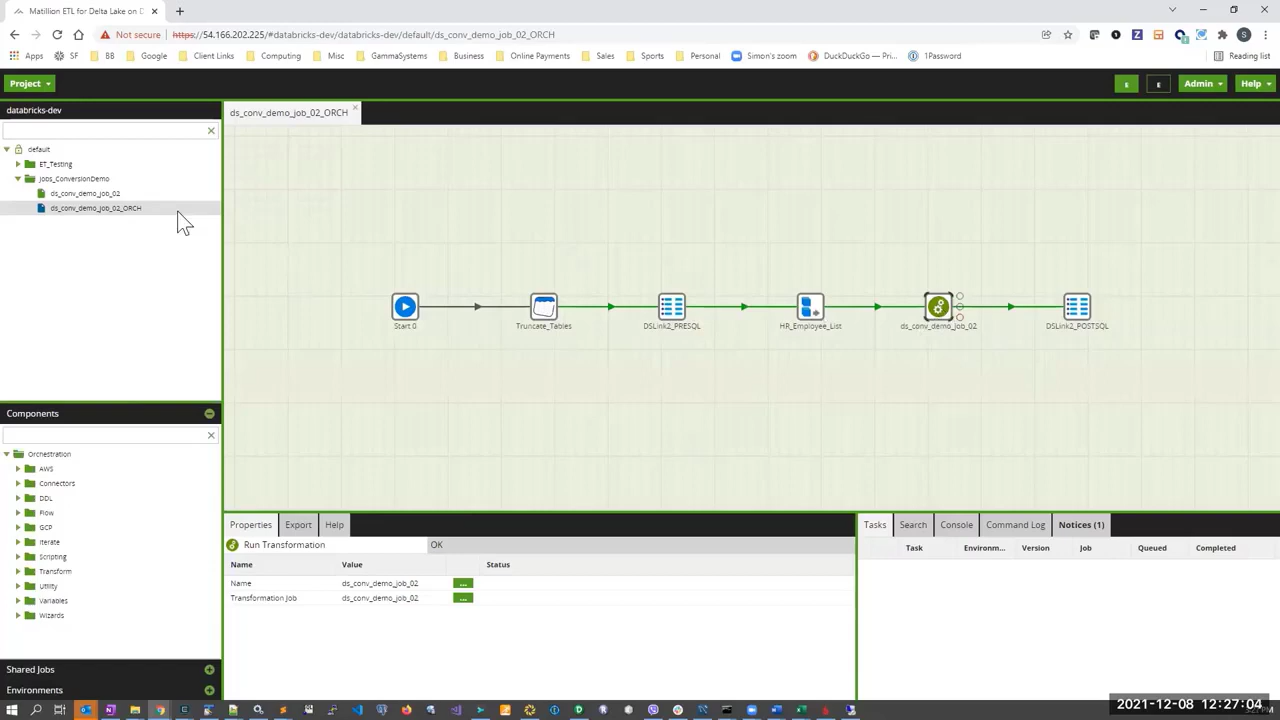 Matillion ETL for Delta Lake on D
Not secure
https://54.166.202.225/#databricks-dev/databricks-dev/default/ds_conv_demo_job_02_ORCH
Apps
SF
BB
Google
Client Links
Computing
Misc
GammaSystems
Business
Online Payments
Sales
Sports
Personal
Simon's zoom
DuckDuckGo — Pri...
1Password
Reading list
Project
Admin
Help
databricks-dev
ds_conv_demo_job_02_ORCH
default
ET_Testing
Jobs_ConversionDemo
ds_conv_demo_job_02
ds_conv_demo_job_02_ORCH
Start 0
Truncate_Tables
DSLink2_PRESQL
HR_Employee_List
ds_conv_demo_job_02
DSLink2_POSTSQL
Components
Orchestration
AWS
Connectors
DDL
Flow
GCP
Iterate
Scripting
Transform
Utility
Variables
Wizards
Shared Jobs
Environments
Properties
Export
Help
Run Transformation
OK
Name
Value
Status
Name
ds_conv_demo_job_02
...
Transformation Job
ds_conv_demo_job_02
...
Tasks
Search
Console
Command Log
Notices (1)
Task
Environm...
Version
Job
Queued
Completed
2021-12-08 12:27:04